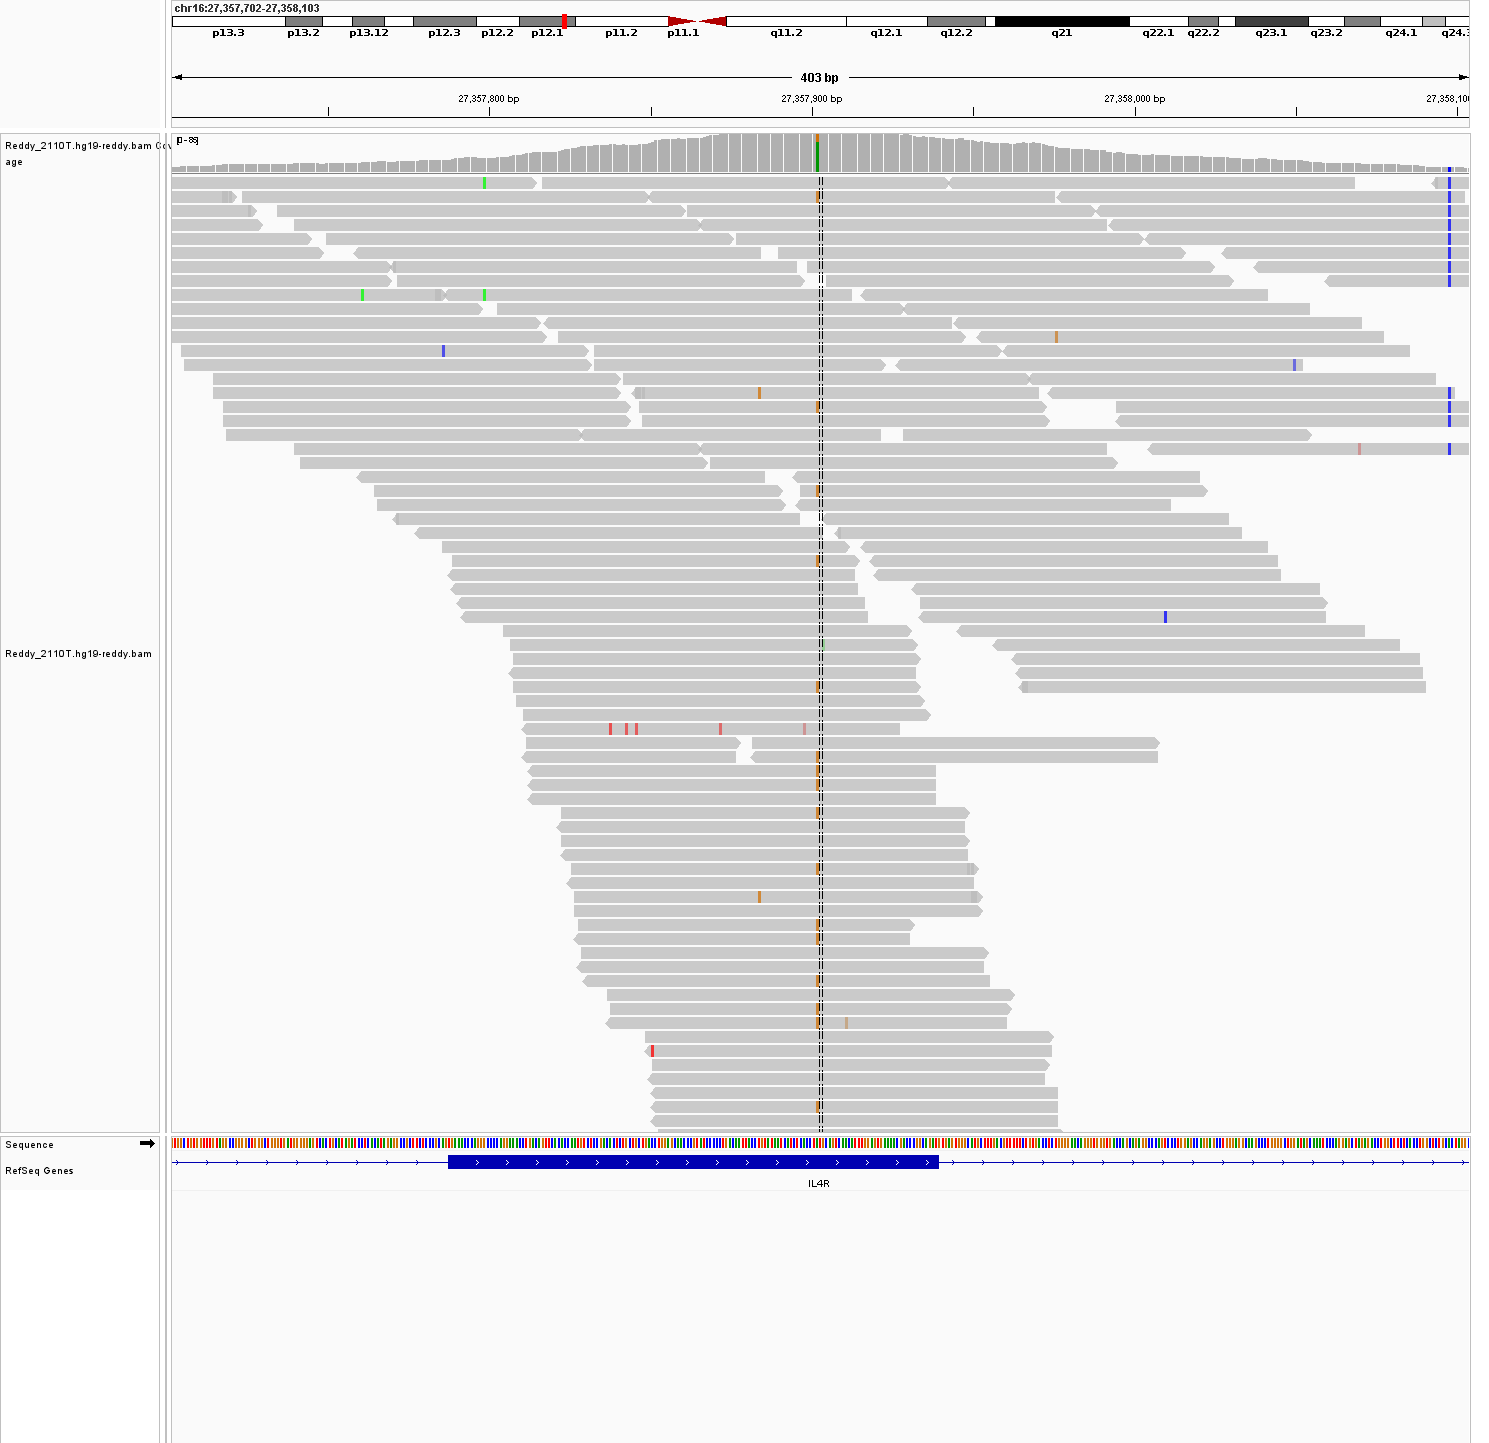 chr16:27,357,702-27,358,103
p13.3 p13.2 p13.12 p12.3 p12.2 p12.1 p11.2 p11.1 q11.2 q12.1 q12.2 q21 q22.1 q22.2 q23.1 q23.2 q24.1 q24.3
403 bp
27,357,800 bp 27,357,900 bp 27,358,000 bp 27,358,100
Reddy_2110T.hg19-reddy.bam Cov
age
[0-89]
Reddy_2110T.hg19-reddy.bam
Sequence
RefSeq Genes
IL4R